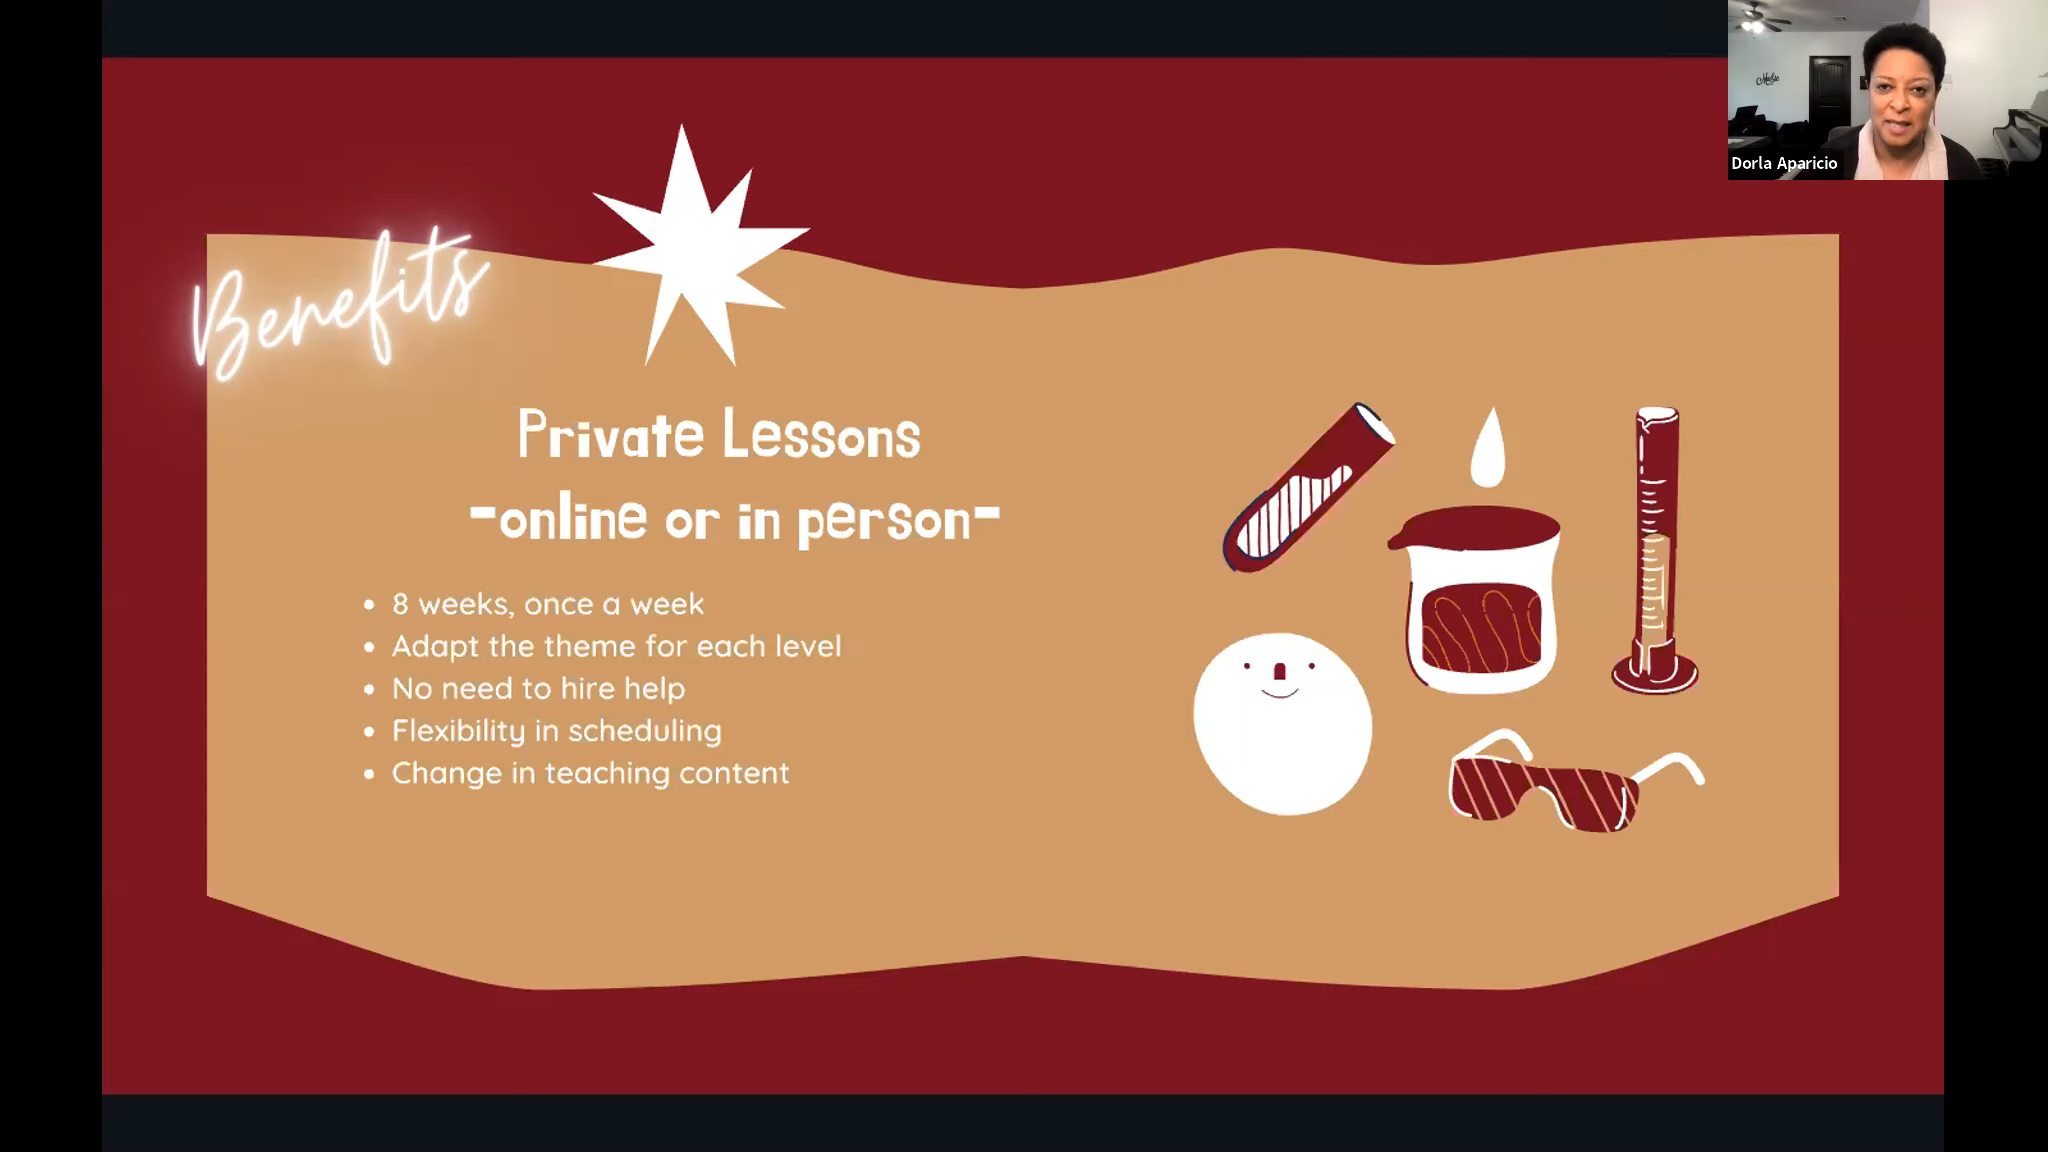 Benefits
Private Lessons
-online or in person-
• 8 weeks, once a week
• Adapt the theme for each level
• No need to hire help
• Flexibility in scheduling
• Change in teaching content
Dorla Aparicio